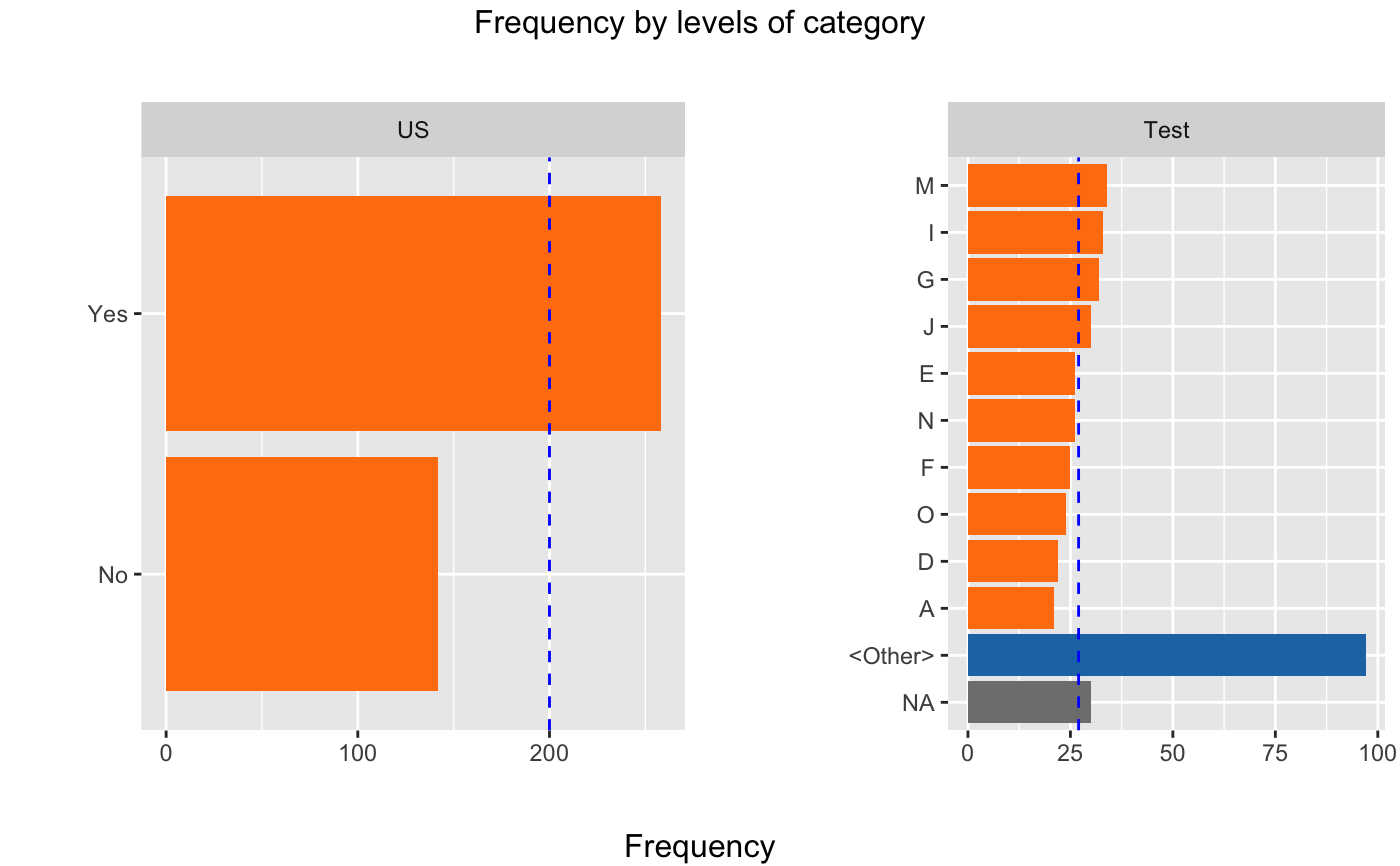 Frequency by levels of category
US
Yes
No
0 100 200
Test
M
I
G
J
E
N
F
O
D
A
<Other>
NA
0 25 50 75 100
Frequency